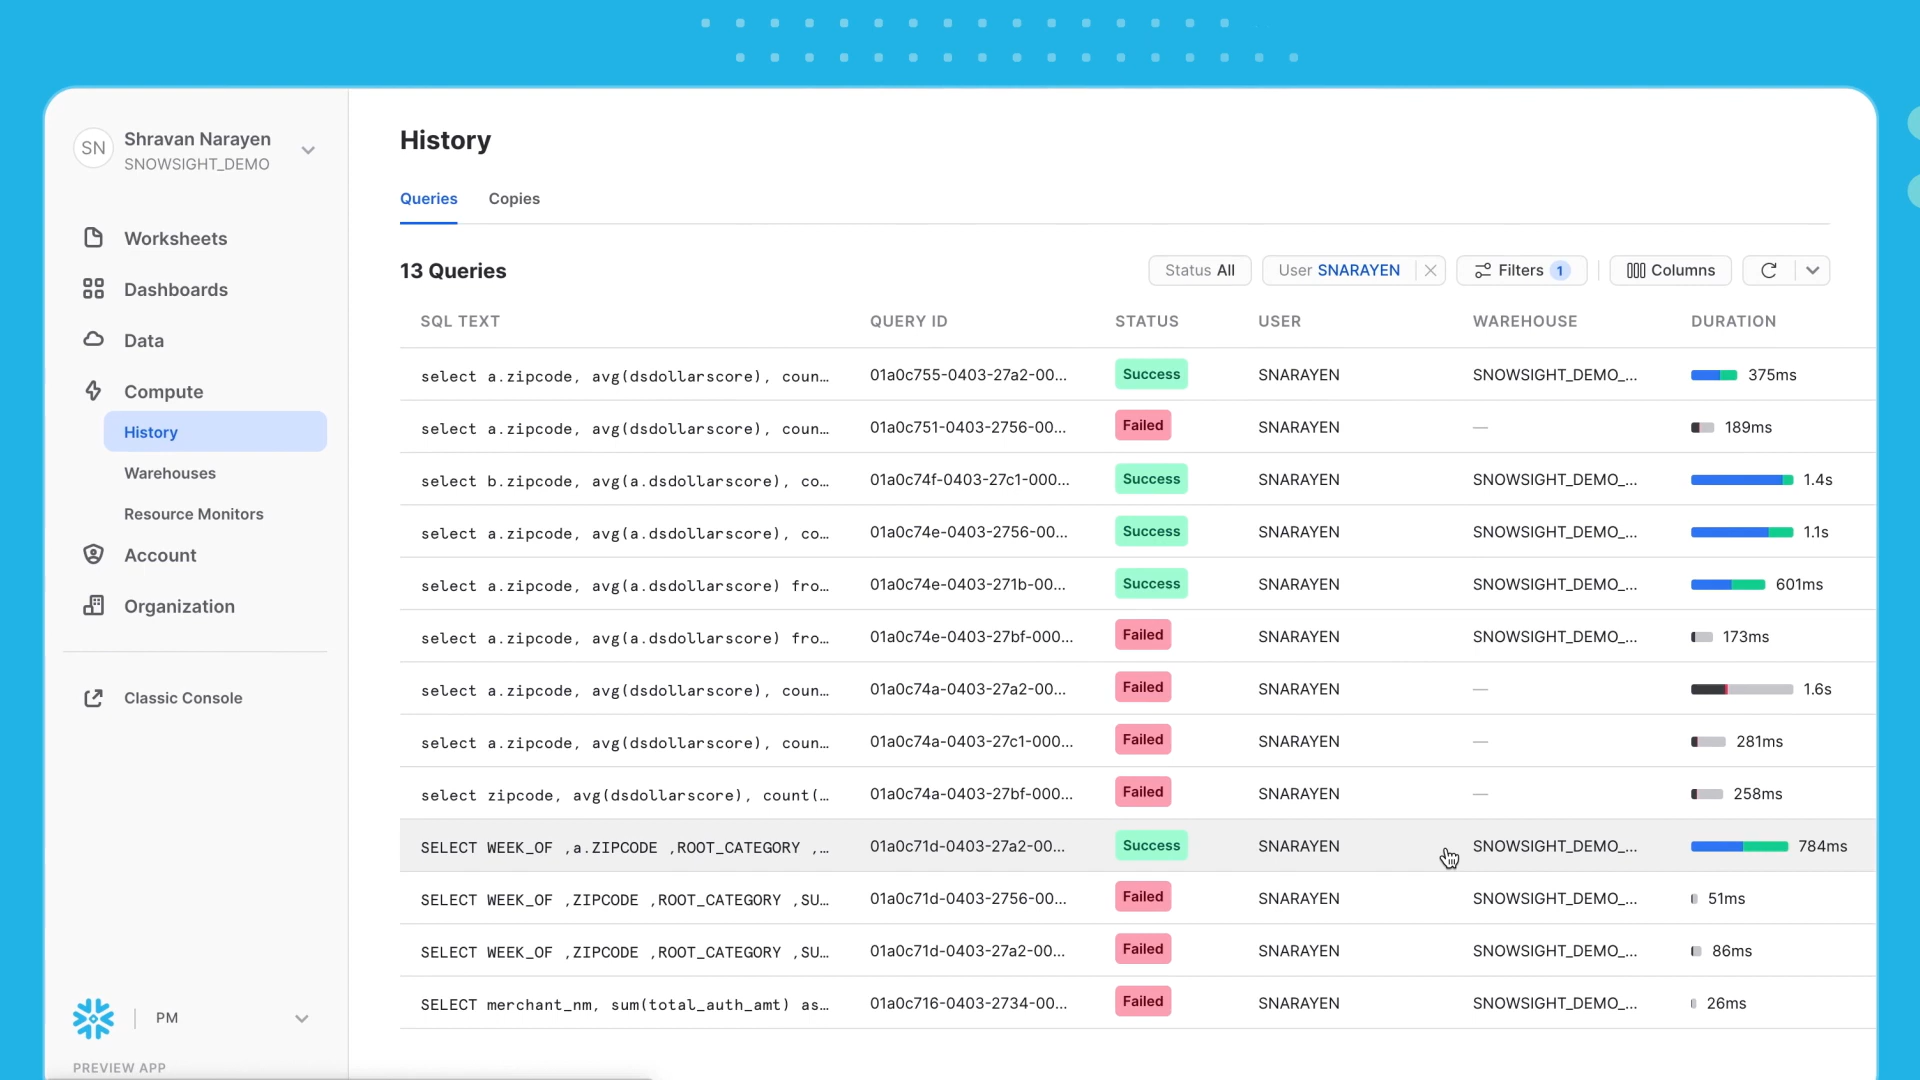 SN
Shravan Narayen
SNOWSIGHT_DEMO
Worksheets
Dashboards
Data
Compute
History
Warehouses
Resource Monitors
Account
Organization
Classic Console
PM
PREVIEW APP
History
Queries Copies
13 Queries
Status All User SNARAYEN Filters 1 Columns
SQL TEXT QUERY ID STATUS USER WAREHOUSE DURATION
select a.zipcode, avg(dsdollarscore), coun… 01a0c755-0403-27a2-00… Success SNARAYEN SNOWSIGHT_DEMO_… 375ms
select a.zipcode, avg(dsdollarscore), coun… 01a0c751-0403-2756-00… Failed SNARAYEN — 189ms
select b.zipcode, avg(a.dsdollarscore), co… 01a0c74f-0403-27c1-000… Success SNARAYEN SNOWSIGHT_DEMO_… 1.4s
select a.zipcode, avg(a.dsdollarscore), co… 01a0c74e-0403-2756-00… Success SNARAYEN SNOWSIGHT_DEMO_… 1.1s
select a.zipcode, avg(a.dsdollarscore) fro… 01a0c74e-0403-271b-00… Success SNARAYEN SNOWSIGHT_DEMO_… 601ms
select a.zipcode, avg(a.dsdollarscore) fro… 01a0c74e-0403-27bf-000… Failed SNARAYEN SNOWSIGHT_DEMO_… 173ms
select a.zipcode, avg(dsdollarscore), coun… 01a0c74a-0403-27a2-00… Failed SNARAYEN — 1.6s
select a.zipcode, avg(dsdollarscore), coun… 01a0c74a-0403-27c1-000… Failed SNARAYEN — 281ms
select zipcode, avg(dsdollarscore), count(… 01a0c74a-0403-27bf-000… Failed SNARAYEN — 258ms
SELECT WEEK_OF ,a.ZIPCODE ,ROOT_CATEGORY ,… 01a0c71d-0403-27a2-00… Success SNARAYEN SNOWSIGHT_DEMO_… 784ms
SELECT WEEK_OF ,ZIPCODE ,ROOT_CATEGORY ,SU… 01a0c71d-0403-2756-00… Failed SNARAYEN SNOWSIGHT_DEMO_… 51ms
SELECT WEEK_OF ,ZIPCODE ,ROOT_CATEGORY ,SU… 01a0c71d-0403-27a2-00… Failed SNARAYEN SNOWSIGHT_DEMO_… 86ms
SELECT merchant_nm, sum(total_auth_amt) as… 01a0c716-0403-2734-00… Failed SNARAYEN SNOWSIGHT_DEMO_… 26ms